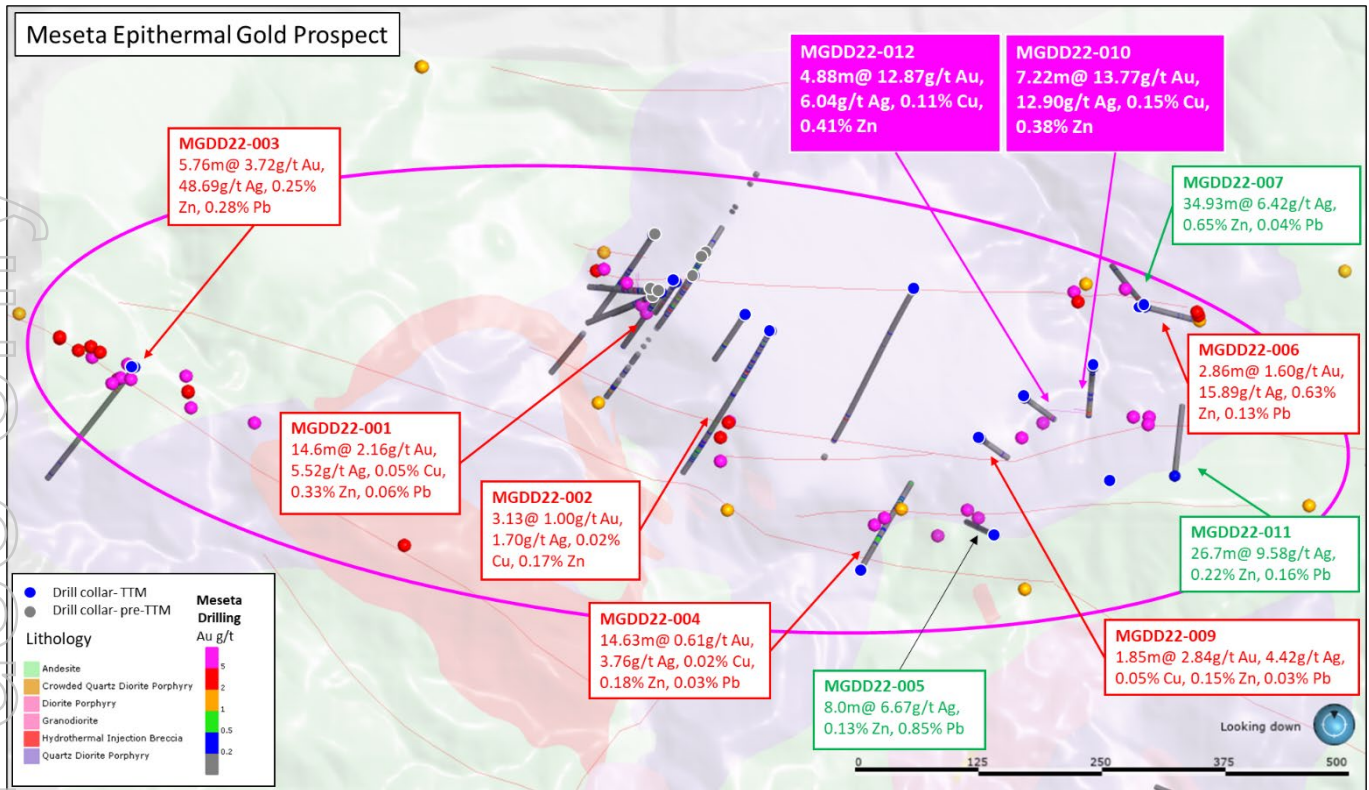 Meseta Epithermal Gold Prospect
MGDD22-012
4.88m@ 12.87g/t Au,
6.04g/t Ag, 0.11% Cu,
0.41% Zn
MGDD22-010
7.22m@ 13.77g/t Au,
12.90g/t Ag, 0.15% Cu,
0.38% Zn
MGDD22-003
5.76m@ 3.72g/t Au,
48.69g/t Ag, 0.25%
Zn, 0.28% Pb
MGDD22-007
34.93m@ 6.42g/t Ag,
0.65% Zn, 0.04% Pb
MGDD22-006
2.86m@ 1.60g/t Au,
15.89g/t Ag, 0.63%
Zn, 0.13% Pb
MGDD22-001
14.6m@ 2.16g/t Au,
5.52g/t Ag, 0.05% Cu,
0.33% Zn, 0.06% Pb
MGDD22-002
3.13@ 1.00g/t Au,
1.70g/t Ag, 0.02%
Cu, 0.17% Zn
MGDD22-011
26.7m@ 9.58g/t Ag,
0.22% Zn, 0.16% Pb
MGDD22-004
14.63m@ 0.61g/t Au,
3.76g/t Ag, 0.02% Cu,
0.18% Zn, 0.03% Pb
MGDD22-009
1.85m@ 2.84g/t Au, 4.42g/t Ag,
0.05% Cu, 0.15% Zn, 0.03% Pb
MGDD22-005
8.0m@ 6.67g/t Ag,
0.13% Zn, 0.85% Pb
Drill collar- TTM
Drill collar- pre-TTM
Lithology
Andesite
Crowded Quartz Diorite Porphyry
Diorite Porphyry
Granodiorite
Hydrothermal Injection Breccia
Quartz Diorite Porphyry
Meseta
Drilling
Au g/t
5
2
1
0.5
0.2
Looking down
0 125 250 375 500